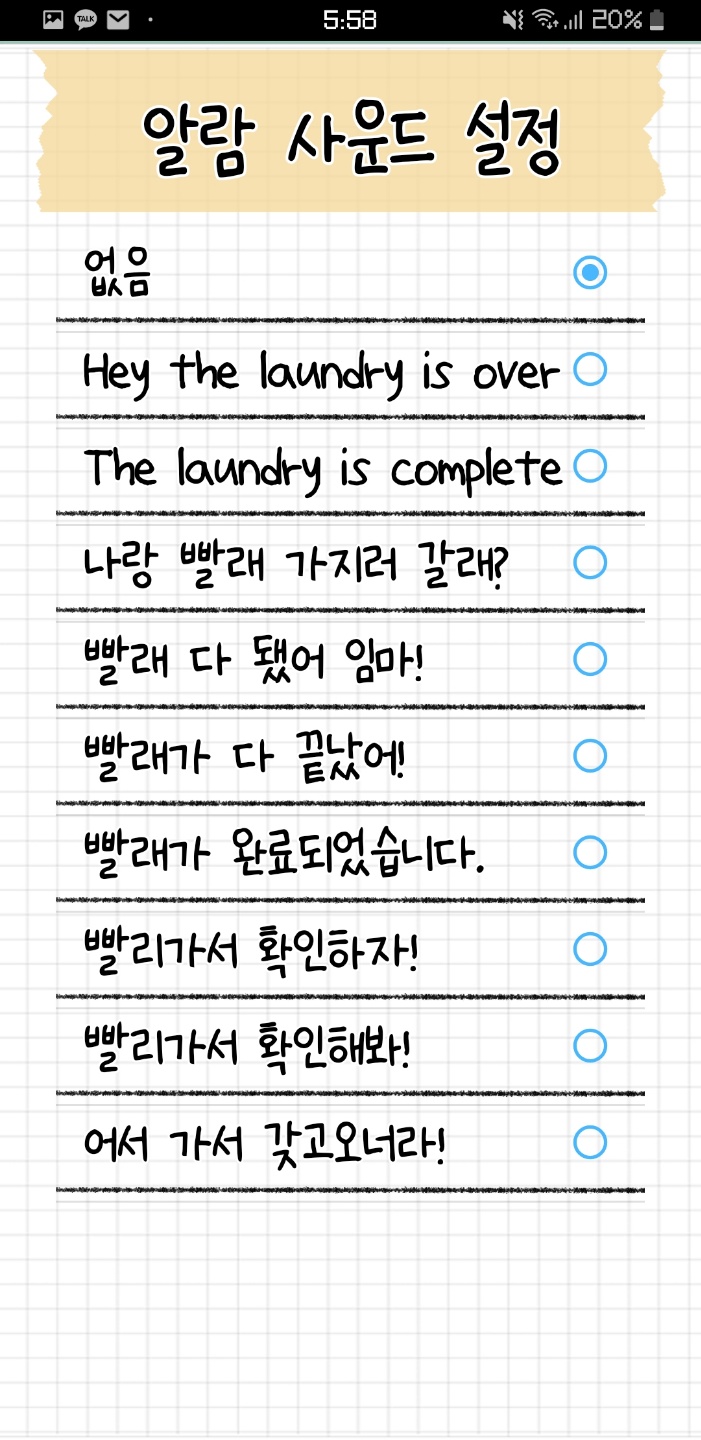 TALK 5:58 20%
알람 사운드 설정
없음
Hey the laundry is over
The laundry is complete
나랑 빨래 가지러 갈래?
빨래 다 됐어 임마!
빨래가 다 끝났어!
빨래가 완료되었습니다.
빨리가서 확인하자!
빨리가서 확인해봐!
어서 가서 갖고오너라!